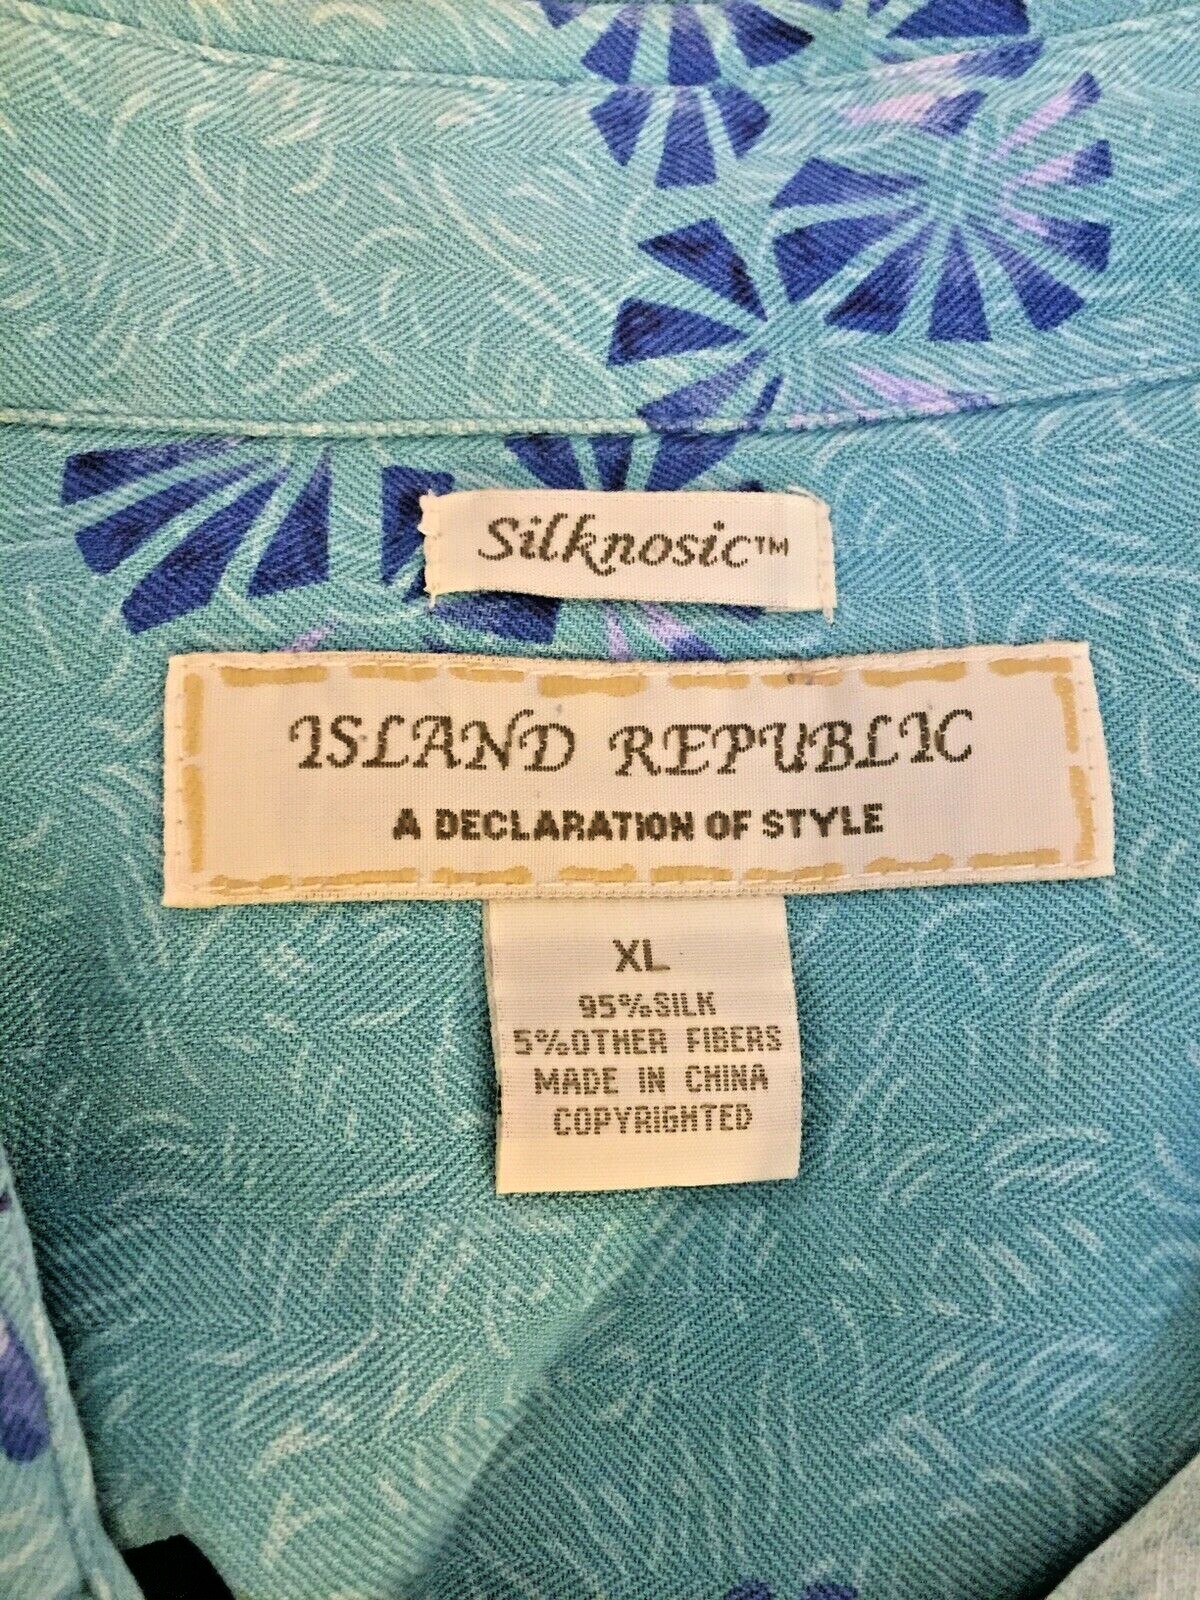 Silknosic™
ISLAND REPUBLIC
A DECLARATION OF STYLE
XL
95%SILK
5%OTHER FIBERS
MADE IN CHINA
COPYRIGHTED